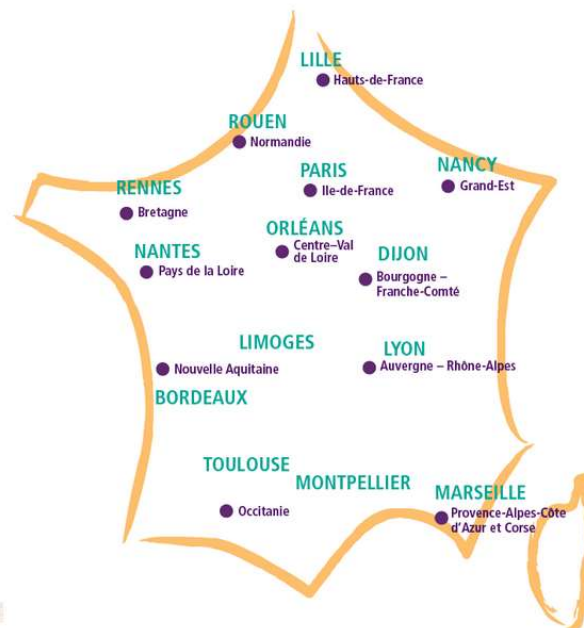 LILLE
Hauts-de-France
ROUEN
Normandie
PARIS
Ile-de-France
NANCY
Grand-Est
RENNES
Bretagne
ORLÉANS
Centre–Val
de Loire
NANTES
Pays de la Loire
DIJON
Bourgogne –
Franche-Comté
LIMOGES
Nouvelle Aquitaine
BORDEAUX
LYON
Auvergne – Rhône-Alpes
TOULOUSE
MONTPELLIER
Occitanie
MARSEILLE
Provence-Alpes-Côte
d'Azur et Corse